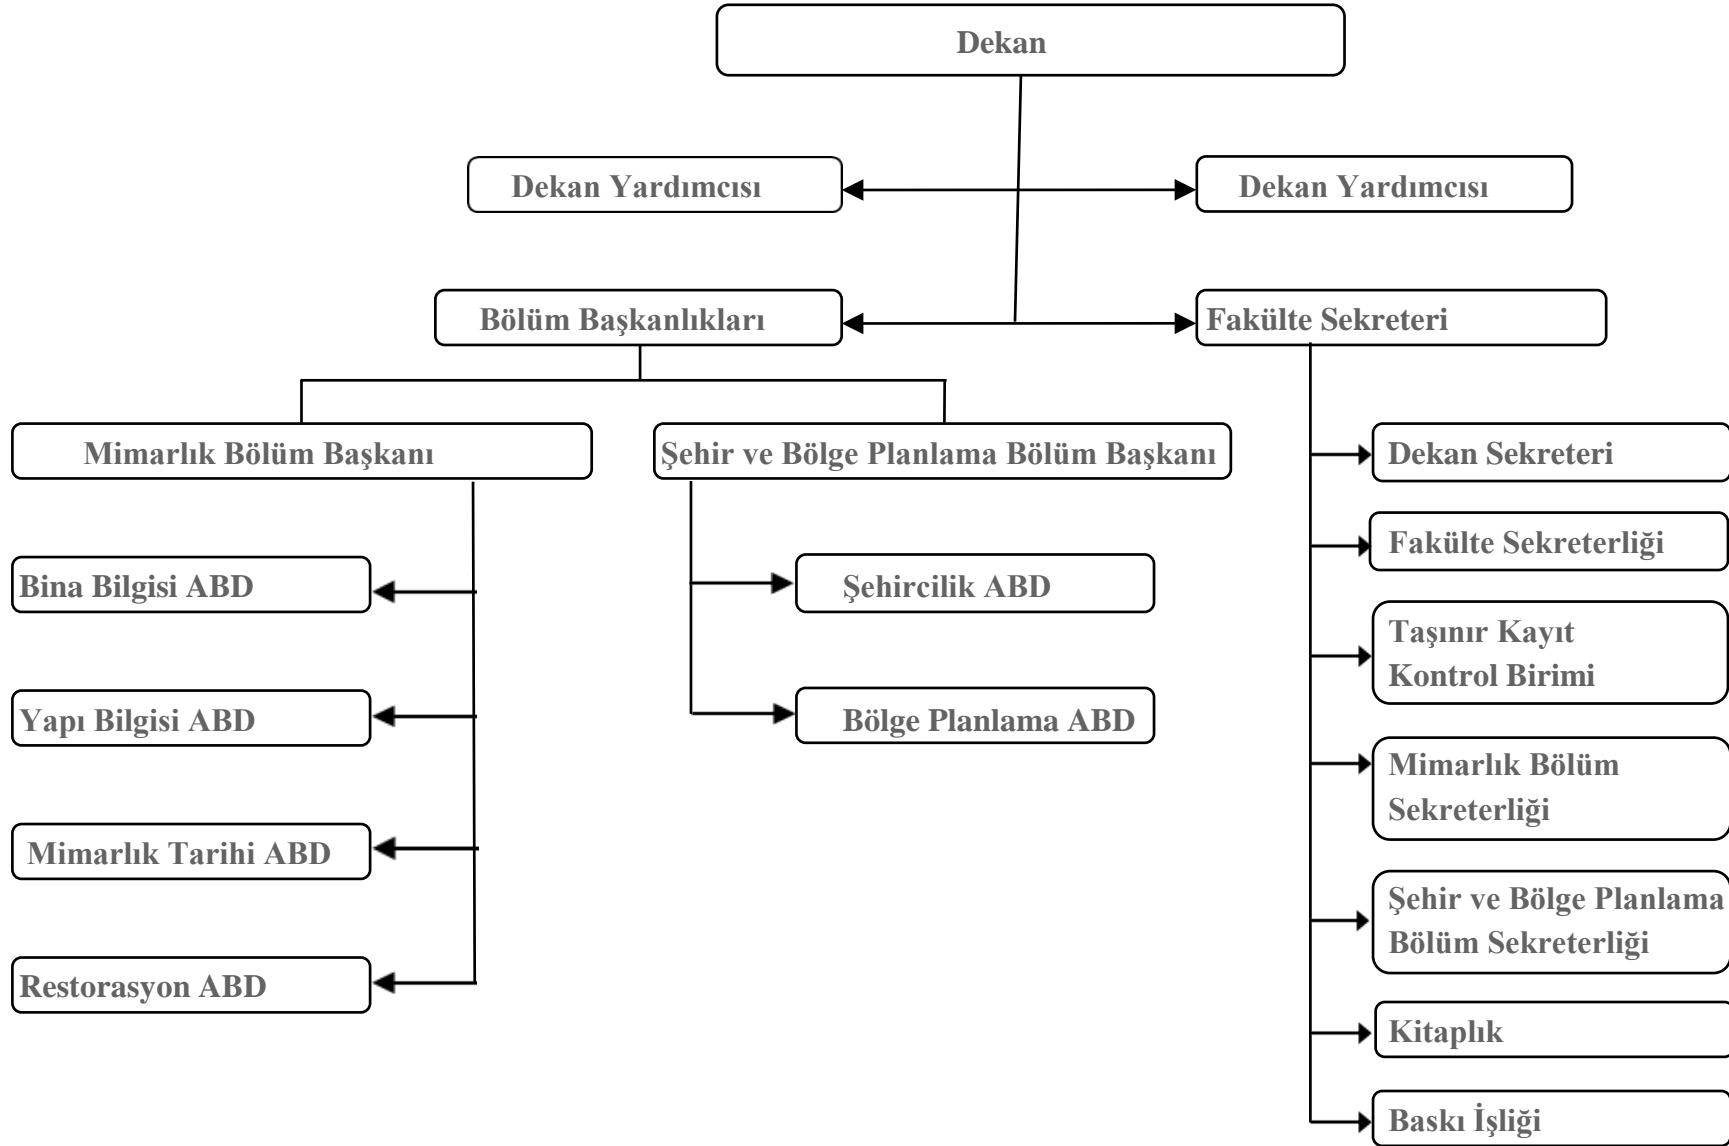 Dekan
Dekan Yardımcısı
Dekan Yardımcısı
Bölüm Başkanlıkları
Fakülte Sekreteri
Mimarlık Bölüm Başkanı
Şehir ve Bölge Planlama Bölüm Başkanı
Bina Bilgisi ABD
Yapı Bilgisi ABD
Mimarlık Tarihi ABD
Restorasyon ABD
Şehircilik ABD
Bölge Planlama ABD
Dekan Sekreteri
Fakülte Sekreterliği
Taşınır Kayıt
Kontrol Birimi
Mimarlık Bölüm
Sekreterliği
Şehir ve Bölge Planlama
Bölüm Sekreterliği
Kitaplık
Baskı İşliği